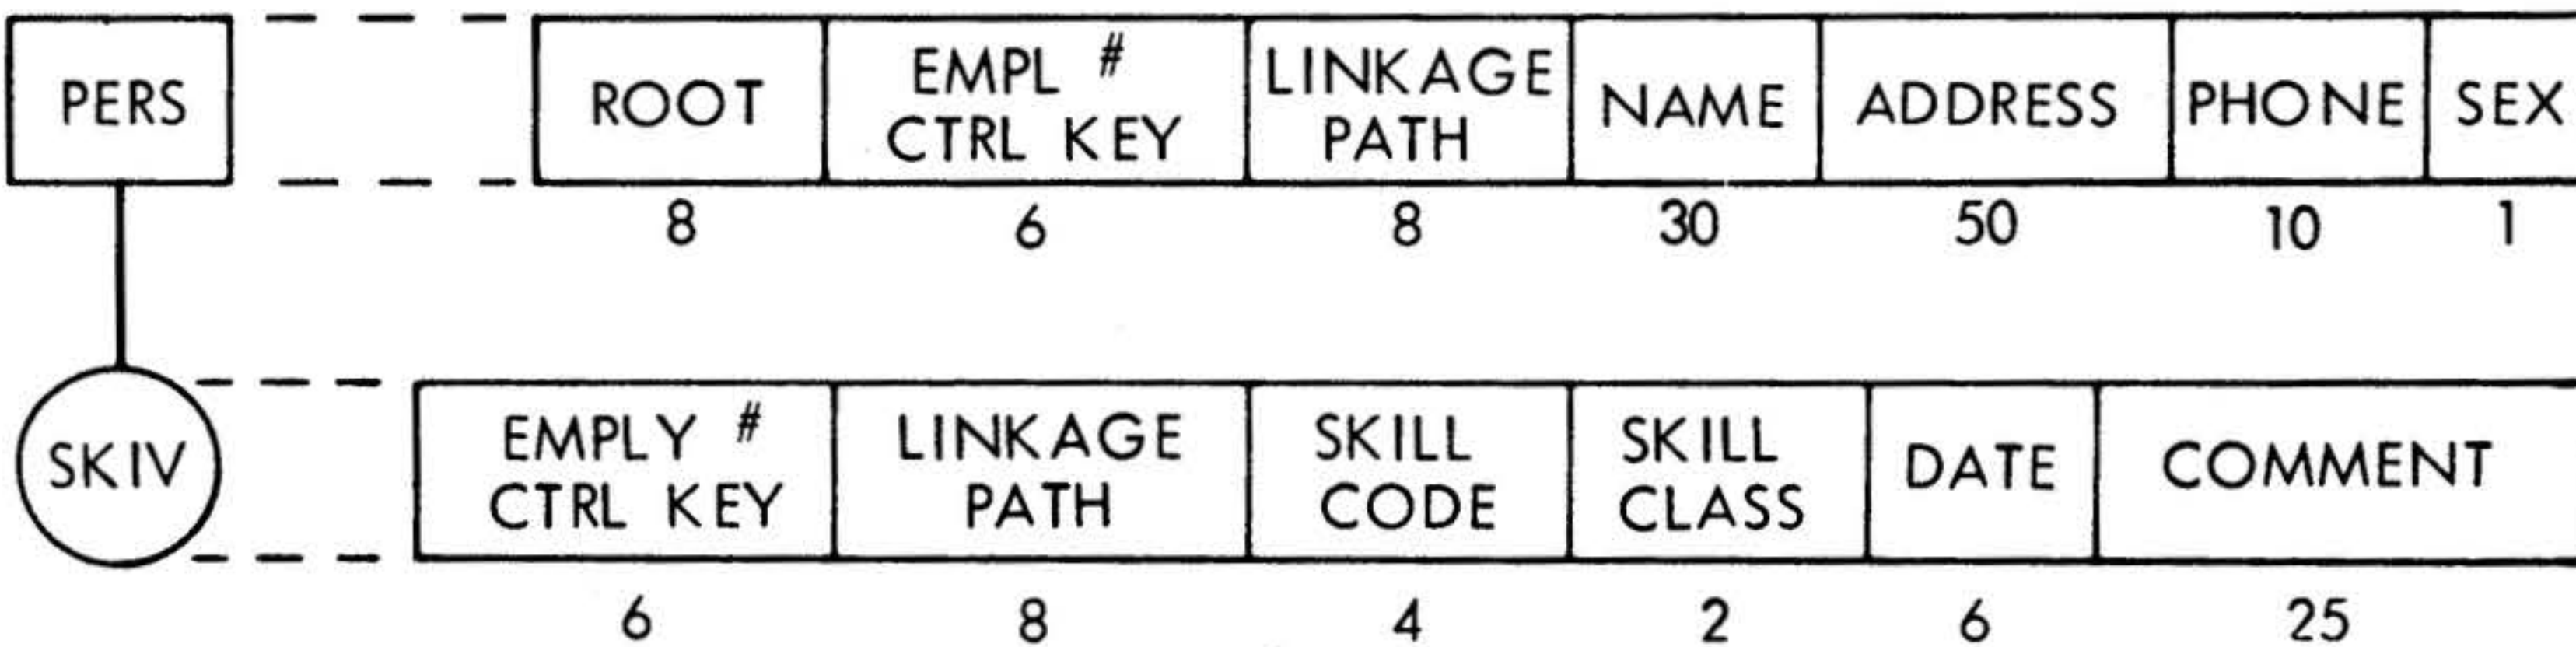 PERS
ROOT
EMPL #
CTRL KEY
LINKAGE
PATH
NAME
ADDRESS
PHONE
SEX
8
6
8
30
50
10
1
SKIV
EMPLY #
CTRL KEY
LINKAGE
PATH
SKILL
CODE
SKILL
CLASS
DATE
COMMENT
6
8
4
2
6
25